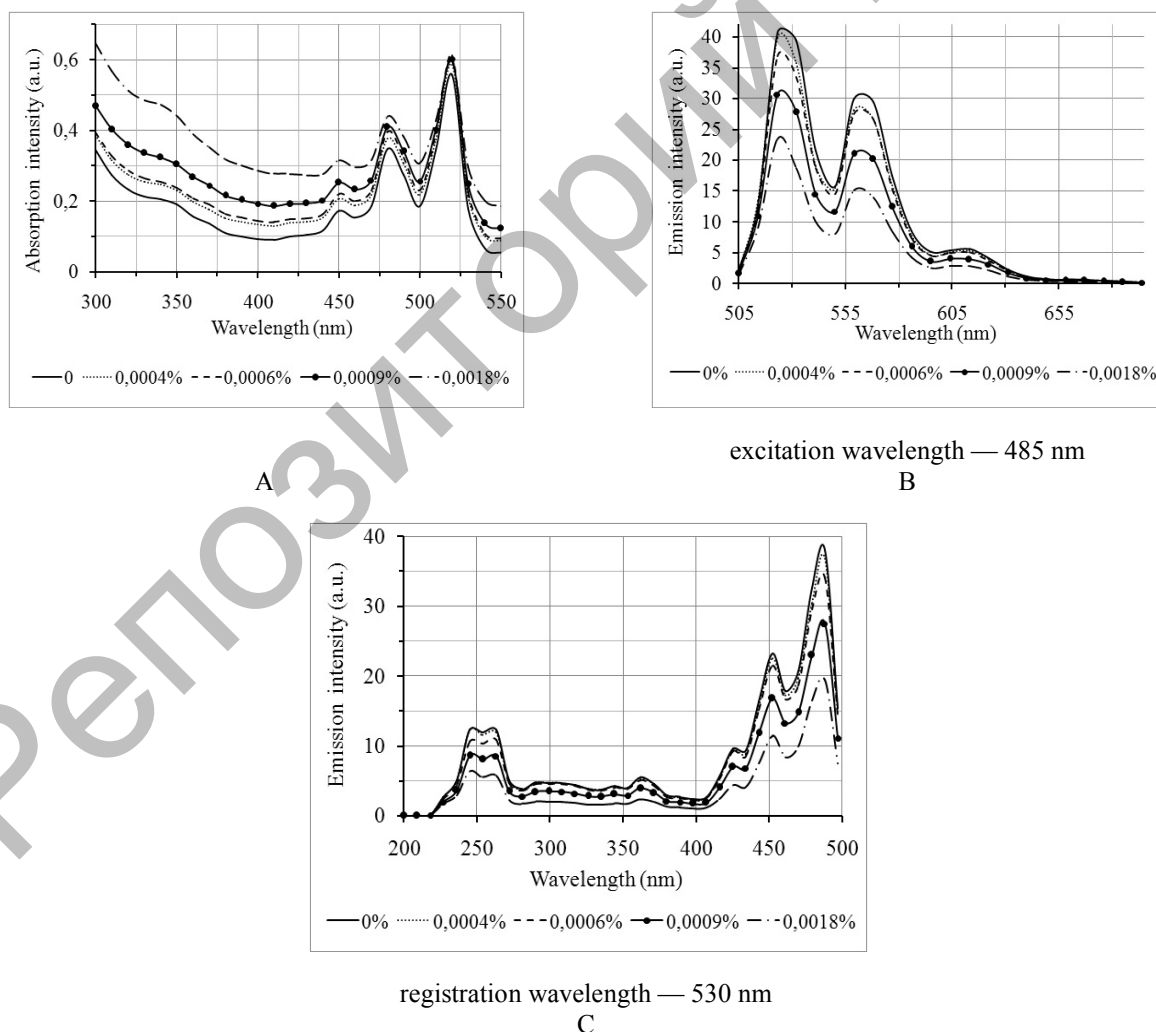 Absorption intensity (a.u.)
0,6
0,4
0,2
0
300 350 400 450 500 550
Wavelength (nm)
0 0,0004% 0,0006% 0,0009% 0,0018%
A
Emission intensity (a.u.)
40
35
30
25
20
15
10
5
0
505 555 605 655
Wavelength (nm)
0% 0,0004% 0,0006% 0,0009% 0,0018%
excitation wavelength — 485 nm
B
Emission intensity (a.u.)
40
30
20
10
0
200 250 300 350 400 450 500
Wavelength (nm)
0% 0,0004% 0,0006% 0,0009% 0,0018%
registration wavelength — 530 nm
C
Репозиторий